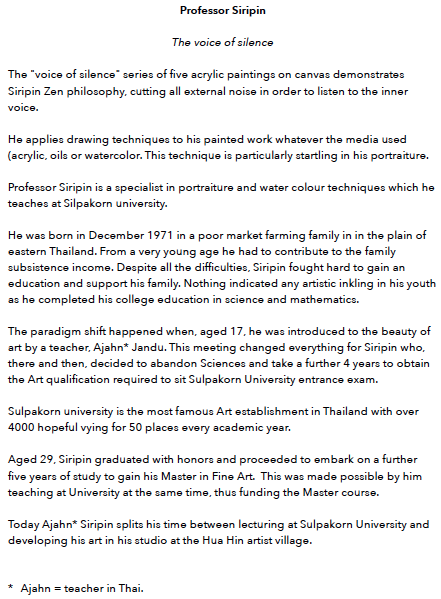 Professor Siripin
The voice of silence
The "voice of silence" series of five acrylic paintings on canvas demonstrates
Siripin Zen philosophy, cutting all external noise in order to listen to the inner
voice.
He applies drawing techniques to his painted work whatever the media used
(acrylic, oils or watercolor. This technique is particularly startling in his portraiture.
Professor Siripin is a specialist in portraiture and water colour techniques which he
teaches at Silpakorn university.
He was born in December 1971 in a poor market farming family in in the plain of
eastern Thailand. From a very young age he had to contribute to the family
subsistence income. Despite all the difficulties, Siripin fought hard to gain an
education and support his family. Nothing indicated any artistic inkling in his youth
as he completed his college education in science and mathematics.
The paradigm shift happened when, aged 17, he was introduced to the beauty of
art by a teacher, Ajahn* Jandu. This meeting changed everything for Siripin who,
there and then, decided to abandon Sciences and take a further 4 years to obtain
the Art qualification required to sit Sulpakorn University entrance exam.
Sulpakorn university is the most famous Art establishment in Thailand with over
4000 hopeful vying for 50 places every academic year.
Aged 29, Siripin graduated with honors and proceeded to embark on a further
five years of study to gain his Master in Fine Art. This was made possible by him
teaching at University at the same time, thus funding the Master course.
Today Ajahn* Siripin splits his time between lecturing at Sulpakorn University and
developing his art in his studio at the Hua Hin artist village.
* Ajahn = teacher in Thai.